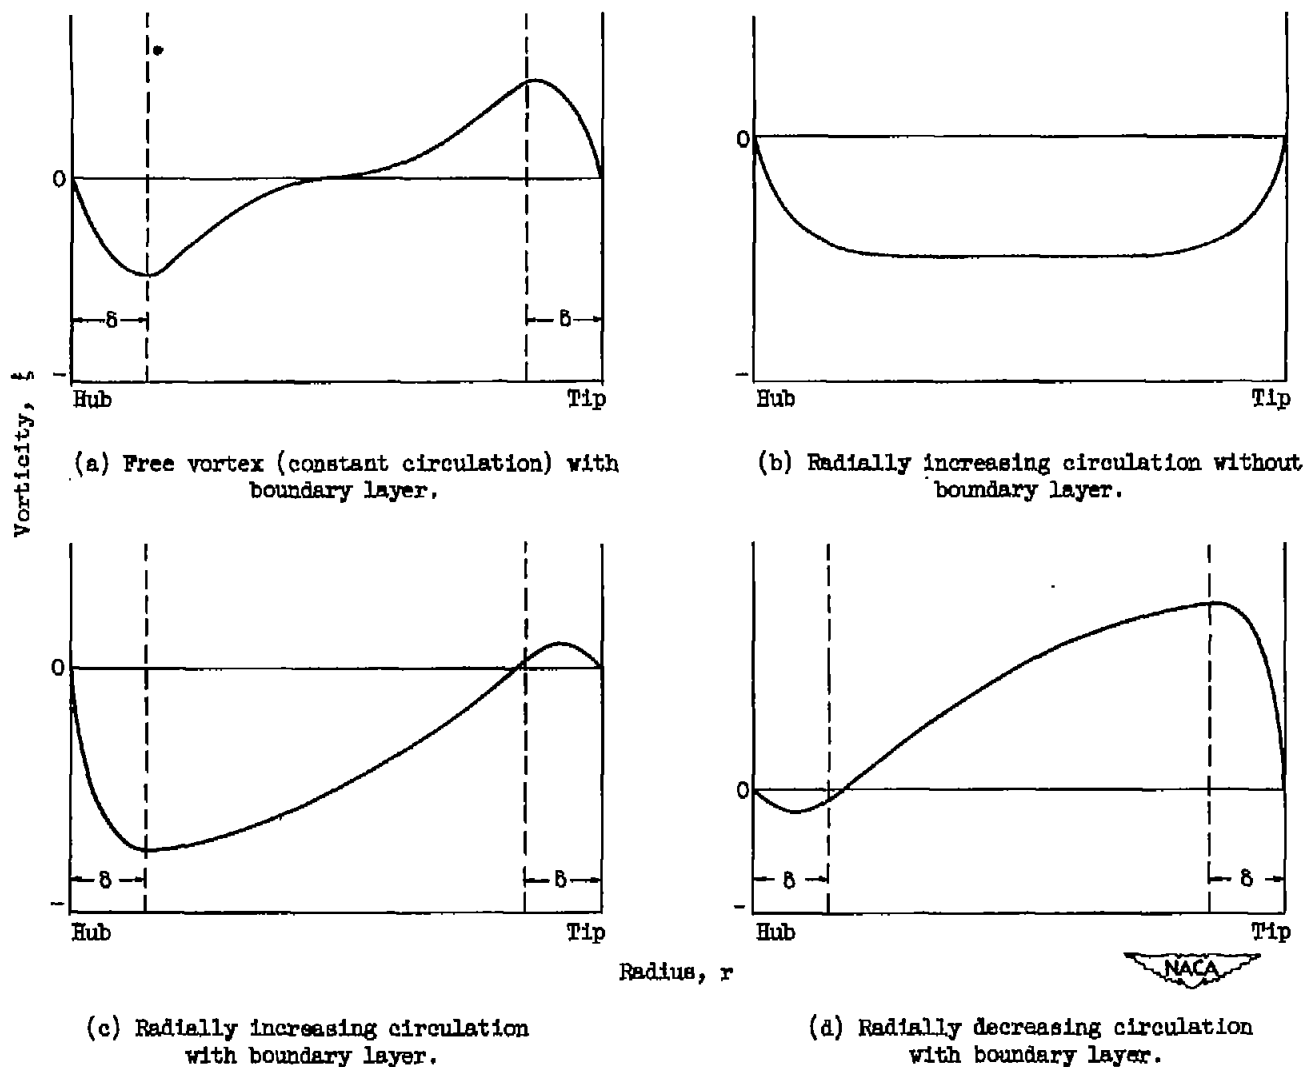 0
δ
δ
-
Hub
Tip
(a) Free vortex (constant circulation) with
boundary layer.
0
-
Hub
Tip
(b) Radially increasing circulation without
boundary layer.
Vorticity, ξ
0
δ
δ
-
Hub
Tip
(c) Radially increasing circulation
with boundary layer.
0
δ
δ
-
Hub
Tip
Radius, r
NACA
(d) Radially decreasing circulation
with boundary layer.